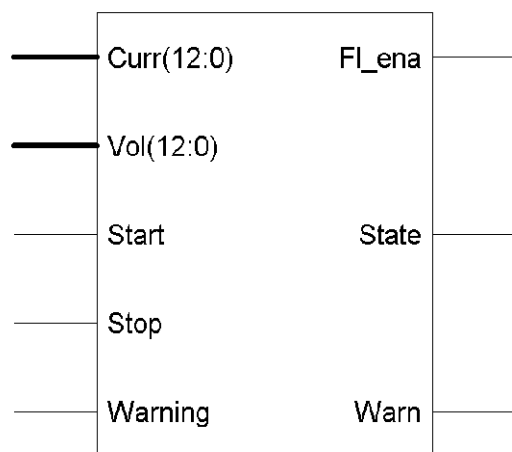 Curr(12:0) Fl_ena
Vol(12:0)
Start State
Stop
Warning Warn